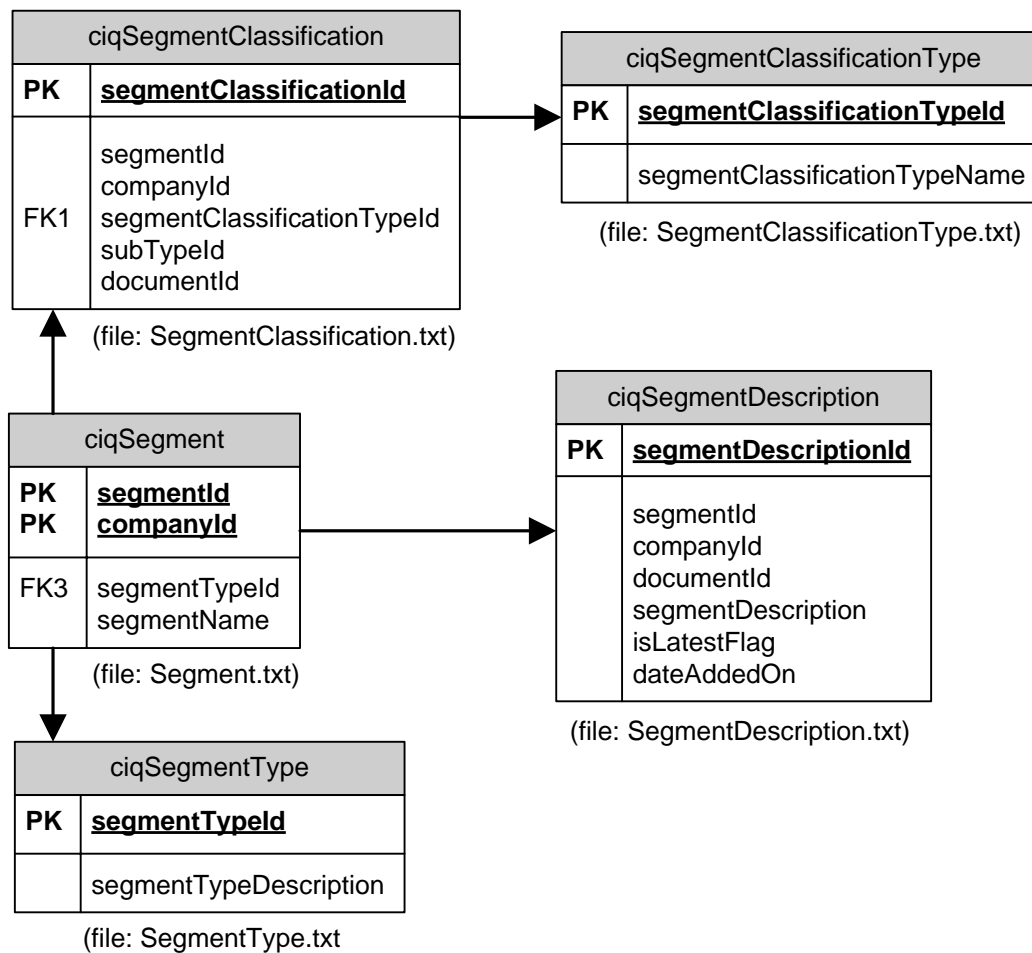 ciqSegmentClassification
PK segmentClassificationId
segmentId
companyId
FK1 segmentClassificationTypeId
subTypeId
documentId
(file: SegmentClassification.txt)
ciqSegmentClassificationType
PK segmentClassificationTypeId
segmentClassificationTypeName
(file: SegmentClassificationType.txt)
ciqSegment
PK segmentId
PK companyId
FK3 segmentTypeId
segmentName
(file: Segment.txt)
ciqSegmentDescription
PK segmentDescriptionId
segmentId
companyId
documentId
segmentDescription
isLatestFlag
dateAddedOn
(file: SegmentDescription.txt)
ciqSegmentType
PK segmentTypeId
segmentTypeDescription
(file: SegmentType.txt